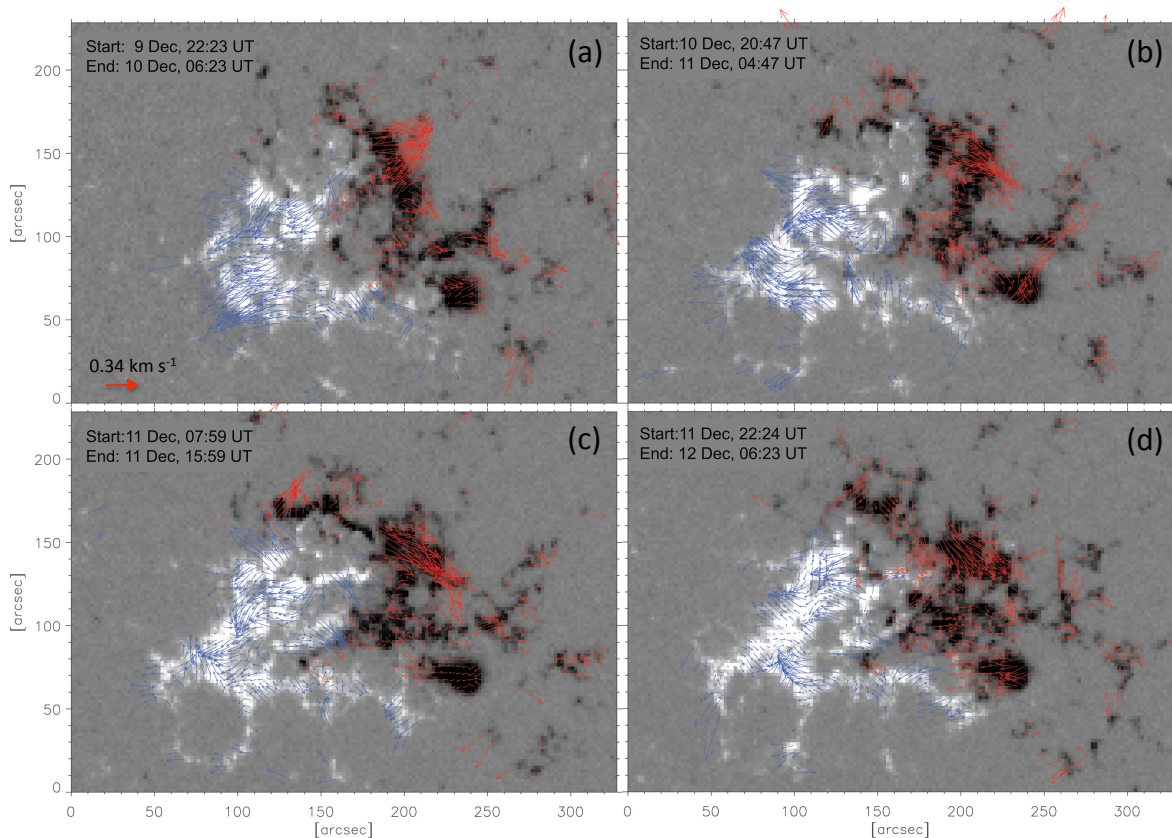 Start: 9 Dec, 22:23 UT
End: 10 Dec, 06:23 UT
(a)
Start:10 Dec, 20:47 UT
End: 11 Dec, 04:47 UT
(b)
200
150
100
50
0
[arcsec]
0.34 km s⁻¹
Start:11 Dec, 07:59 UT
End: 11 Dec, 15:59 UT
(c)
Start:11 Dec, 22:24 UT
End: 12 Dec, 06:23 UT
(d)
200
150
100
50
0
[arcsec]
0 50 100 150 200 250 300
[arcsec]
0 50 100 150 200 250 300
[arcsec]